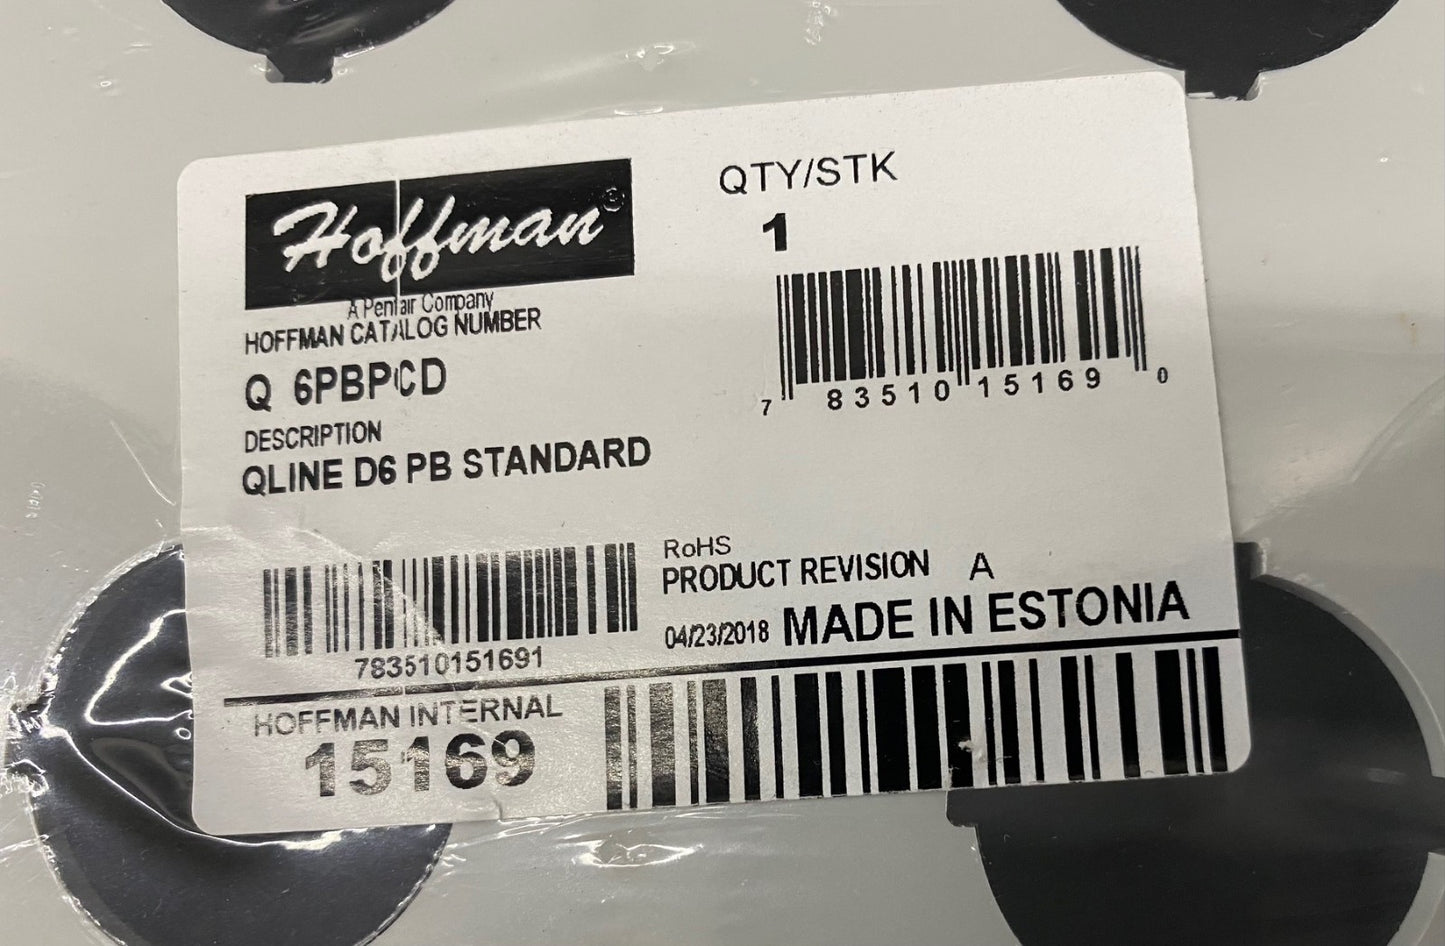 Hoffman®
A Pentair Company
HOFFMAN CATALOG NUMBER
Q 6PBPCD
DESCRIPTION
QLINE D6 PB STANDARD
QTY/STK
1
7 83510 15169 0
783510151691
RoHS
PRODUCT REVISION A
04/23/2018 MADE IN ESTONIA
HOFFMAN INTERNAL
15169